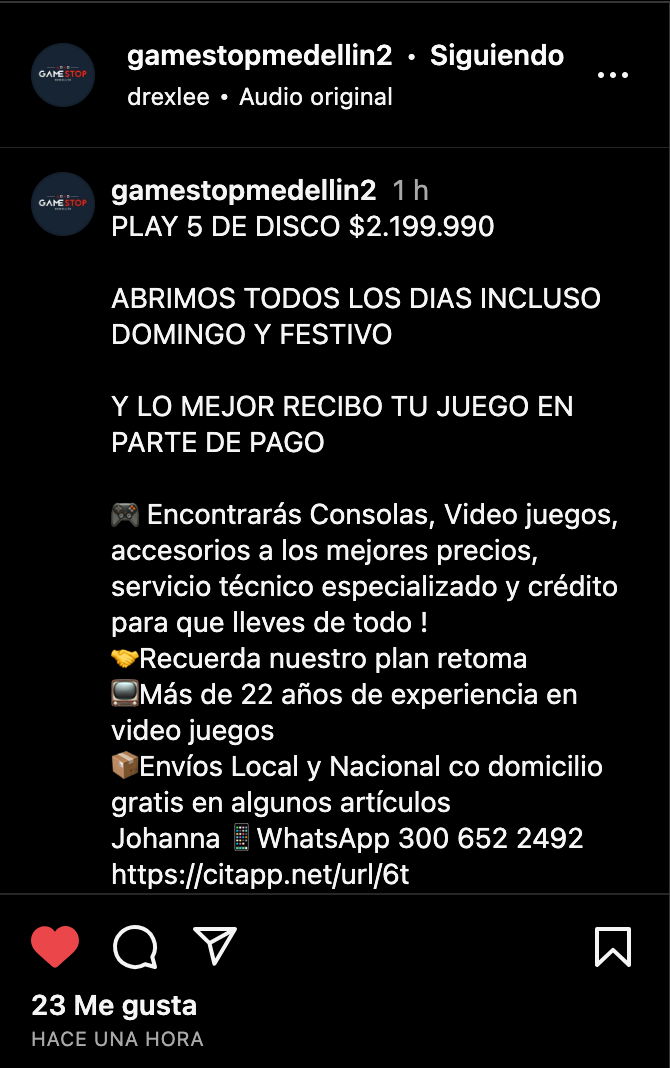 gamestopmedellin2 • Siguiendo
drexlee • Audio original
GAMESTOP
GAMESTOP
gamestopmedellin2 1 h
PLAY 5 DE DISCO $2.199.990
ABRIMOS TODOS LOS DIAS INCLUSO
DOMINGO Y FESTIVO
Y LO MEJOR RECIBO TU JUEGO EN
PARTE DE PAGO
🎮 Encontrarás Consolas, Video juegos,
accesorios a los mejores precios,
servicio técnico especializado y crédito
para que lleves de todo !
🤝Recuerda nuestro plan retoma
📺Más de 22 años de experiencia en
video juegos
📦Envíos Local y Nacional co domicilio
gratis en algunos artículos
Johanna 📱WhatsApp 300 652 2492
https://citapp.net/url/6t
23 Me gusta
HACE UNA HORA